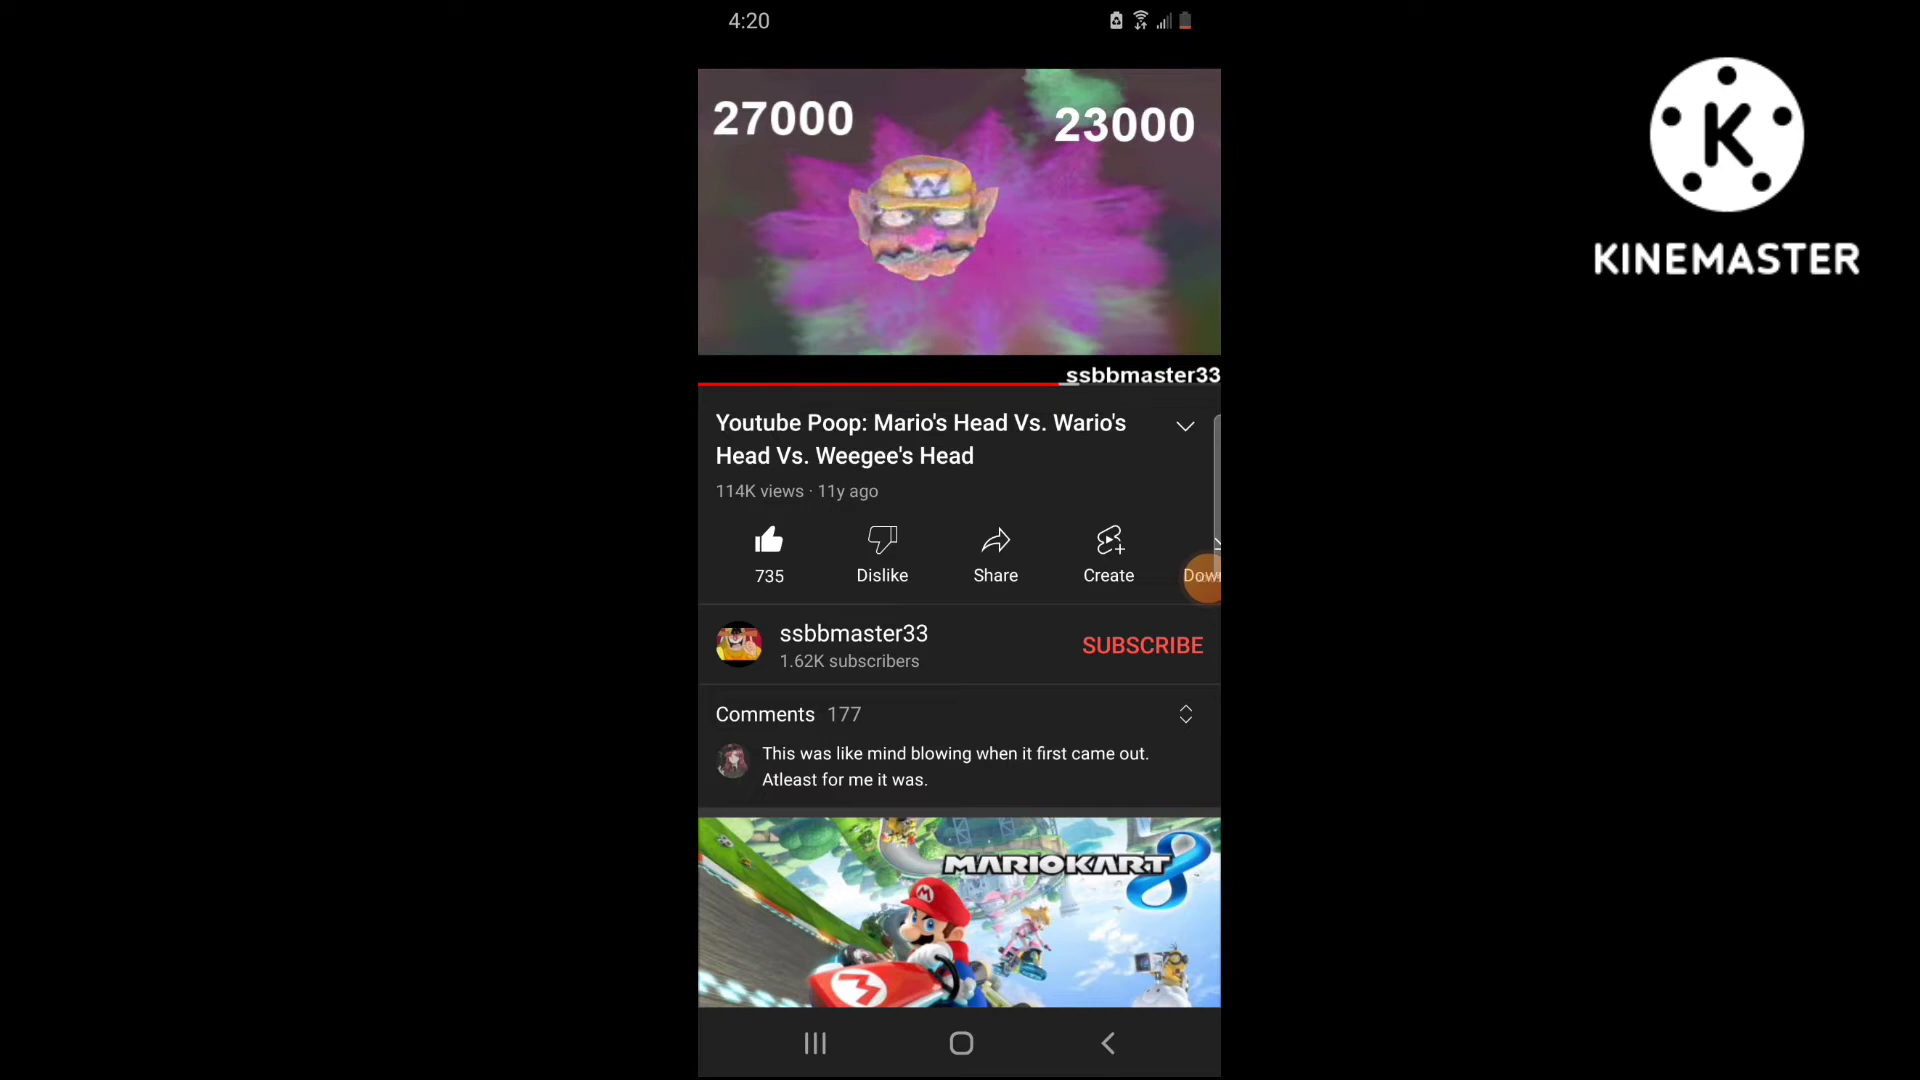 4:20
27000
23000
W
K
KINEMASTER
ssbbmaster33
Youtube Poop: Mario's Head Vs. Wario's
Head Vs. Weegee's Head
114K views · 11y ago
735
Dislike
Share
Create
Down
ssbbmaster33
1.62K subscribers
SUBSCRIBE
Comments 177
This was like mind blowing when it first came out.
Atleast for me it was.
MARIOKART 8
M
M